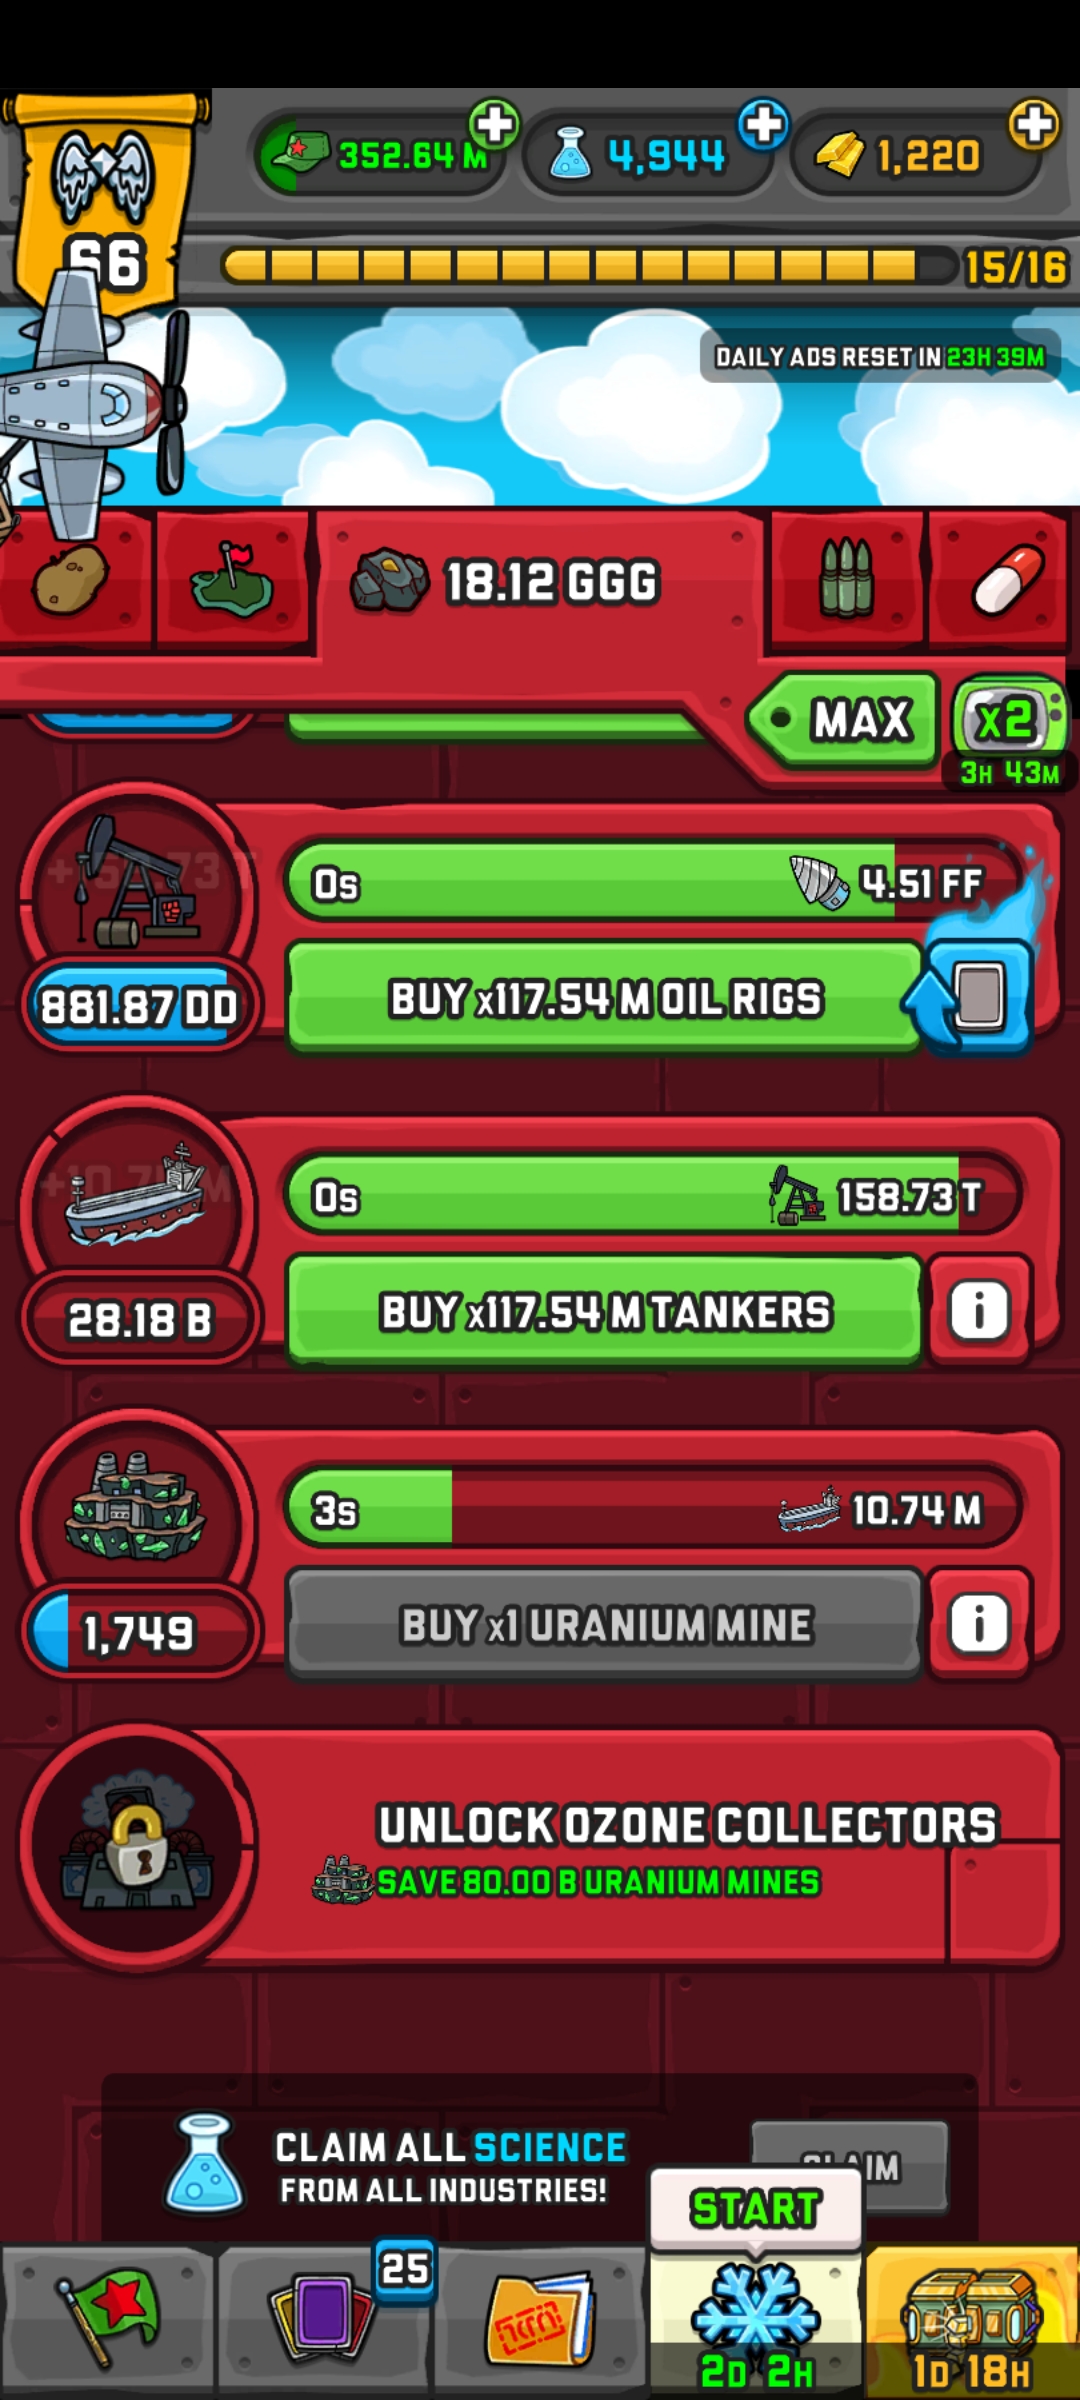 352.64 M
4,944
1,220
66
15/16
DAILY ADS RESET IN 23H 39M
18.12 GGG
MAX
x2
3H 43M
0s
4.51 FF
881.87 DD
BUY x117.54 M OIL RIGS
0s
158.73 T
28.18 B
BUY x117.54 M TANKERS
3s
10.74 M
1,749
BUY x1 URANIUM MINE
UNLOCK OZONE COLLECTORS
SAVE 80.00 B URANIUM MINES
CLAIM ALL SCIENCE
FROM ALL INDUSTRIES!
CLAIM
START
25
2D 2H
1D 18H